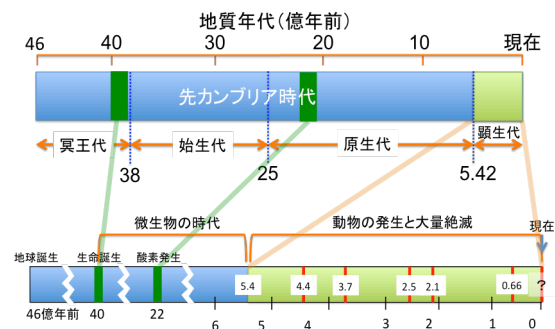 地質年代（億年前）
46 40 30 20 10 現在
先カンブリア時代
冥王代 始生代 原生代 顕生代
38 25 5.42
微生物の時代 動物の発生と大量絶滅 現在
地球誕生 生命誕生 酸素発生
5.4 4.4 3.7 2.5 2.1 0.66 ?
46億年前 40 22 6 5 4 3 2 1 0